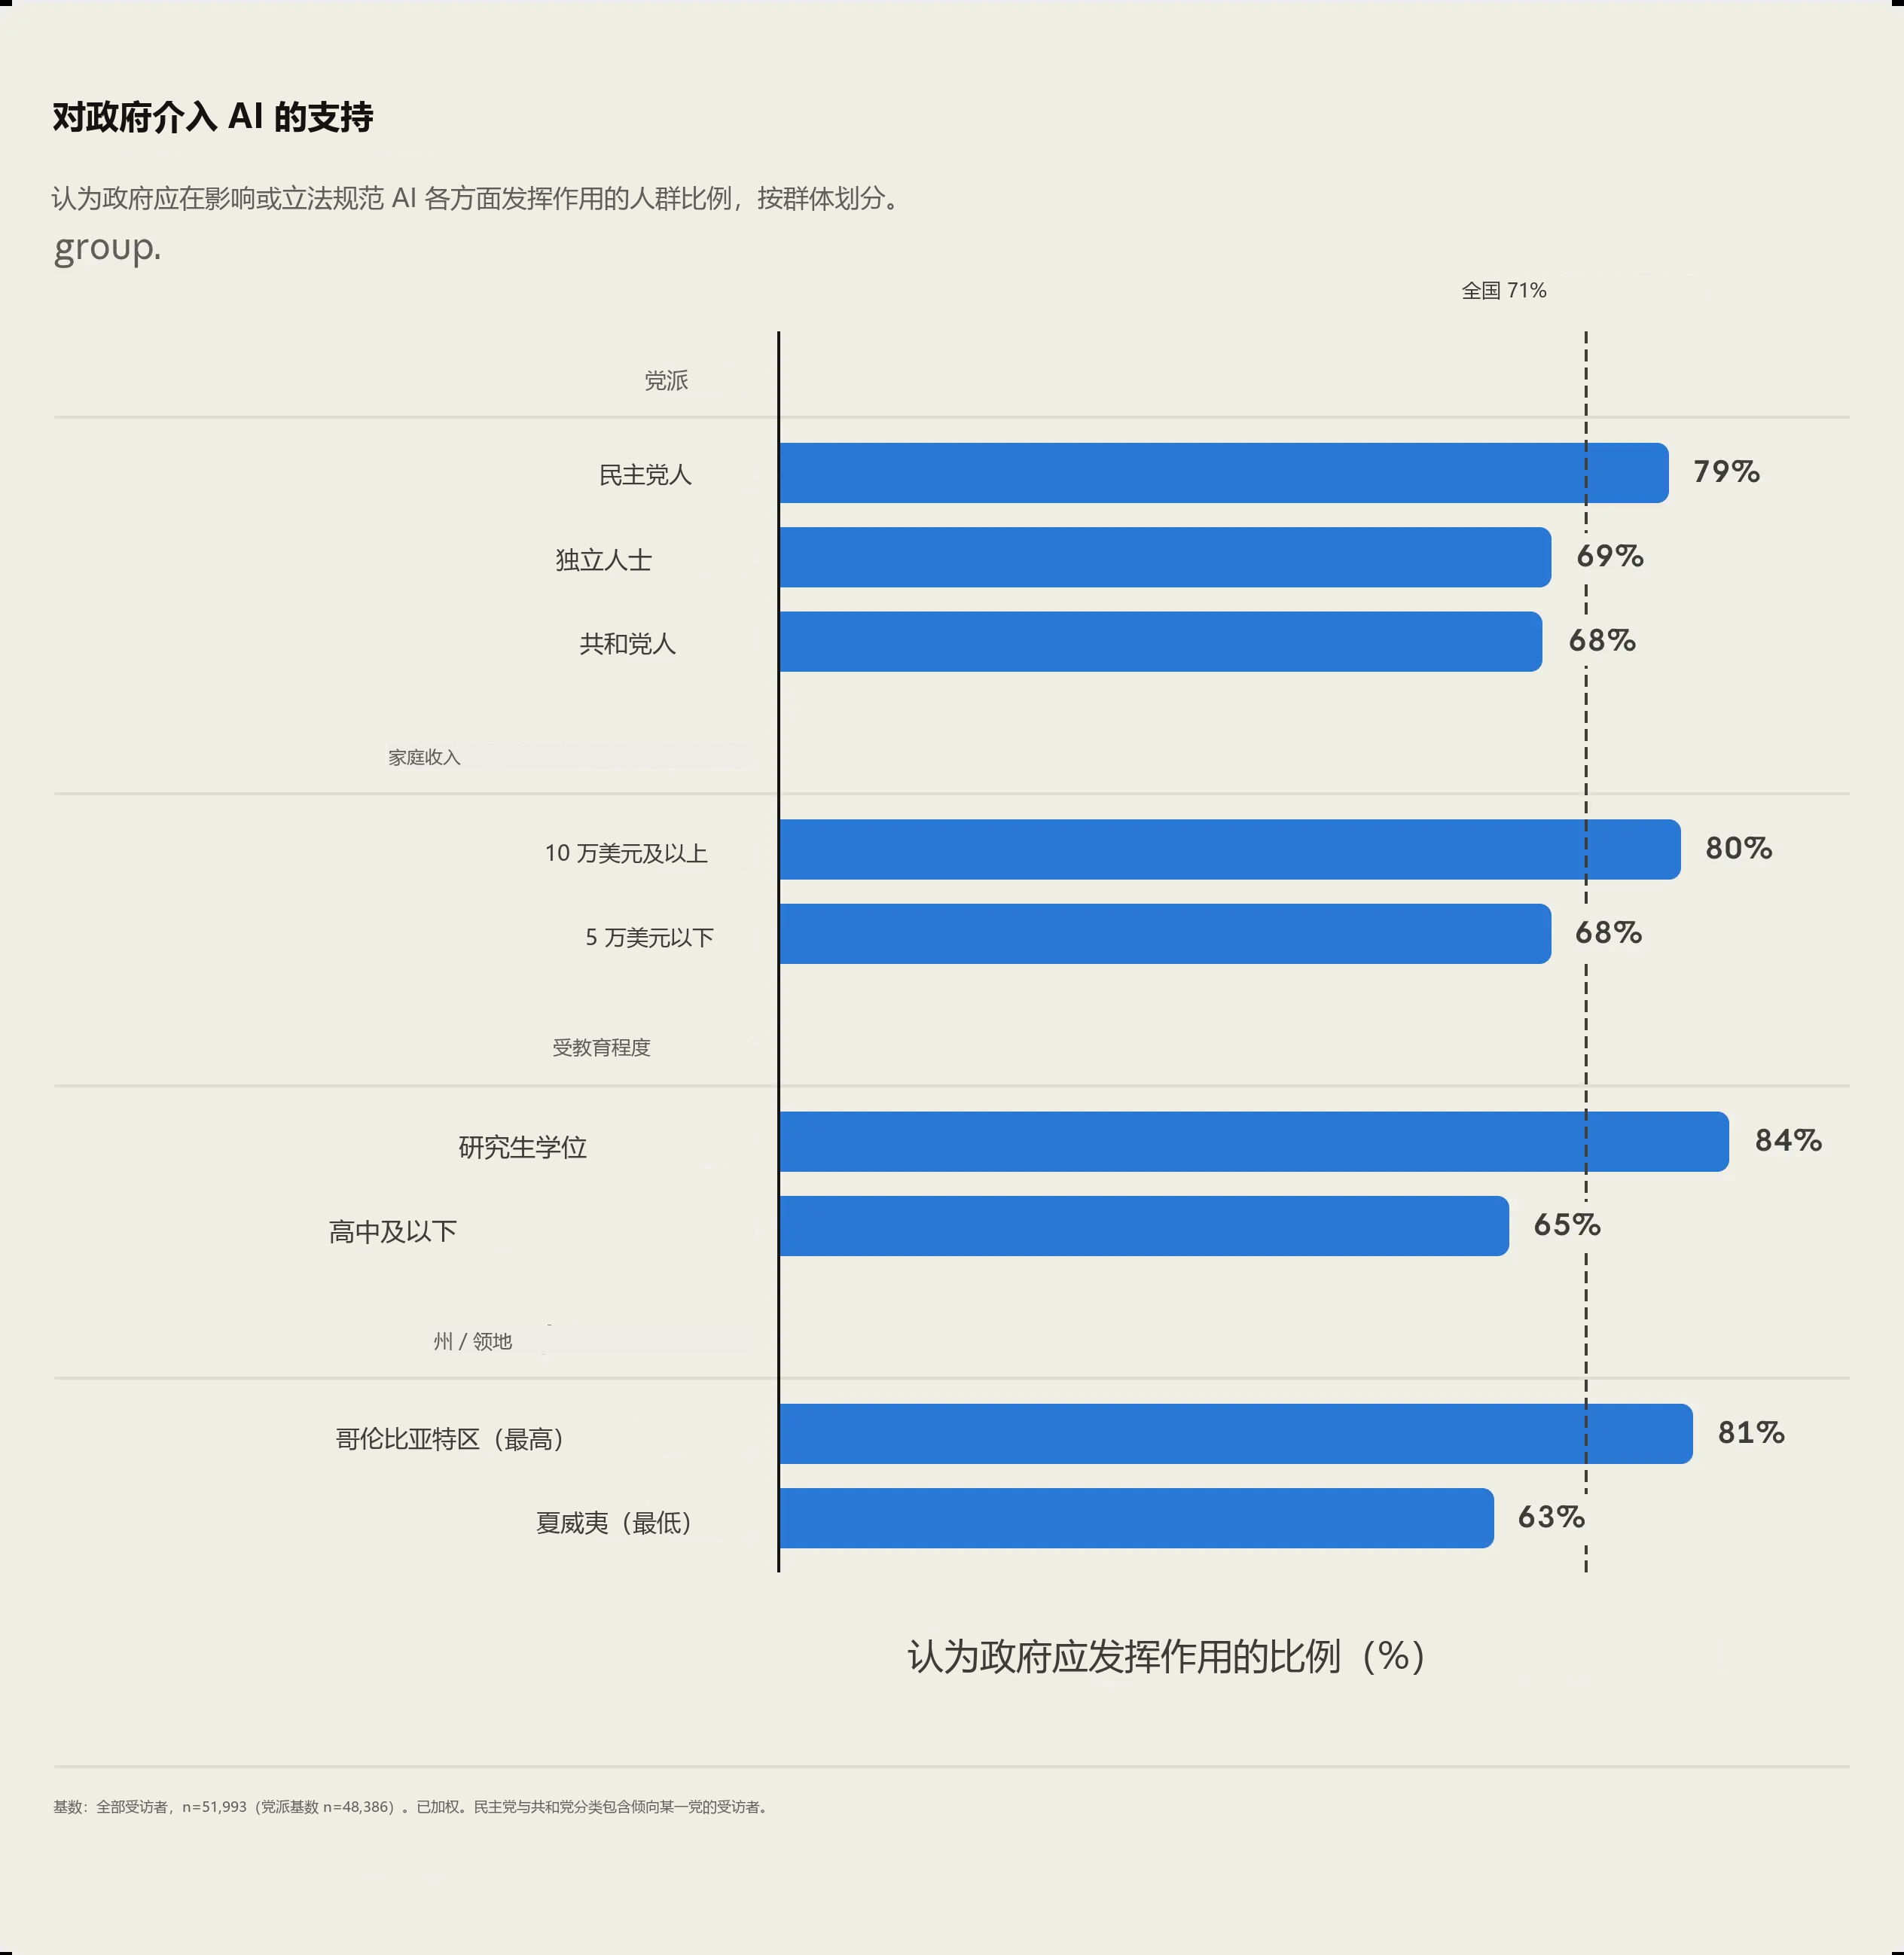 对政府介入 AI 的支持
认为政府应在影响或立法规范 AI 各方面发挥作用的人群比例，按群体划分。
group.
全国 71%
党派
民主党人 79%
独立人士 69%
共和党人 68%
家庭收入
10 万美元及以上 80%
5 万美元以下 68%
受教育程度
研究生学位 84%
高中及以下 65%
州 / 领地
哥伦比亚特区（最高） 81%
夏威夷（最低） 63%
认为政府应发挥作用的比例（%）
基数：全部受访者，n=51,993（党派基数 n=48,386）。已加权。民主党与共和党分类包含倾向某一党的受访者。